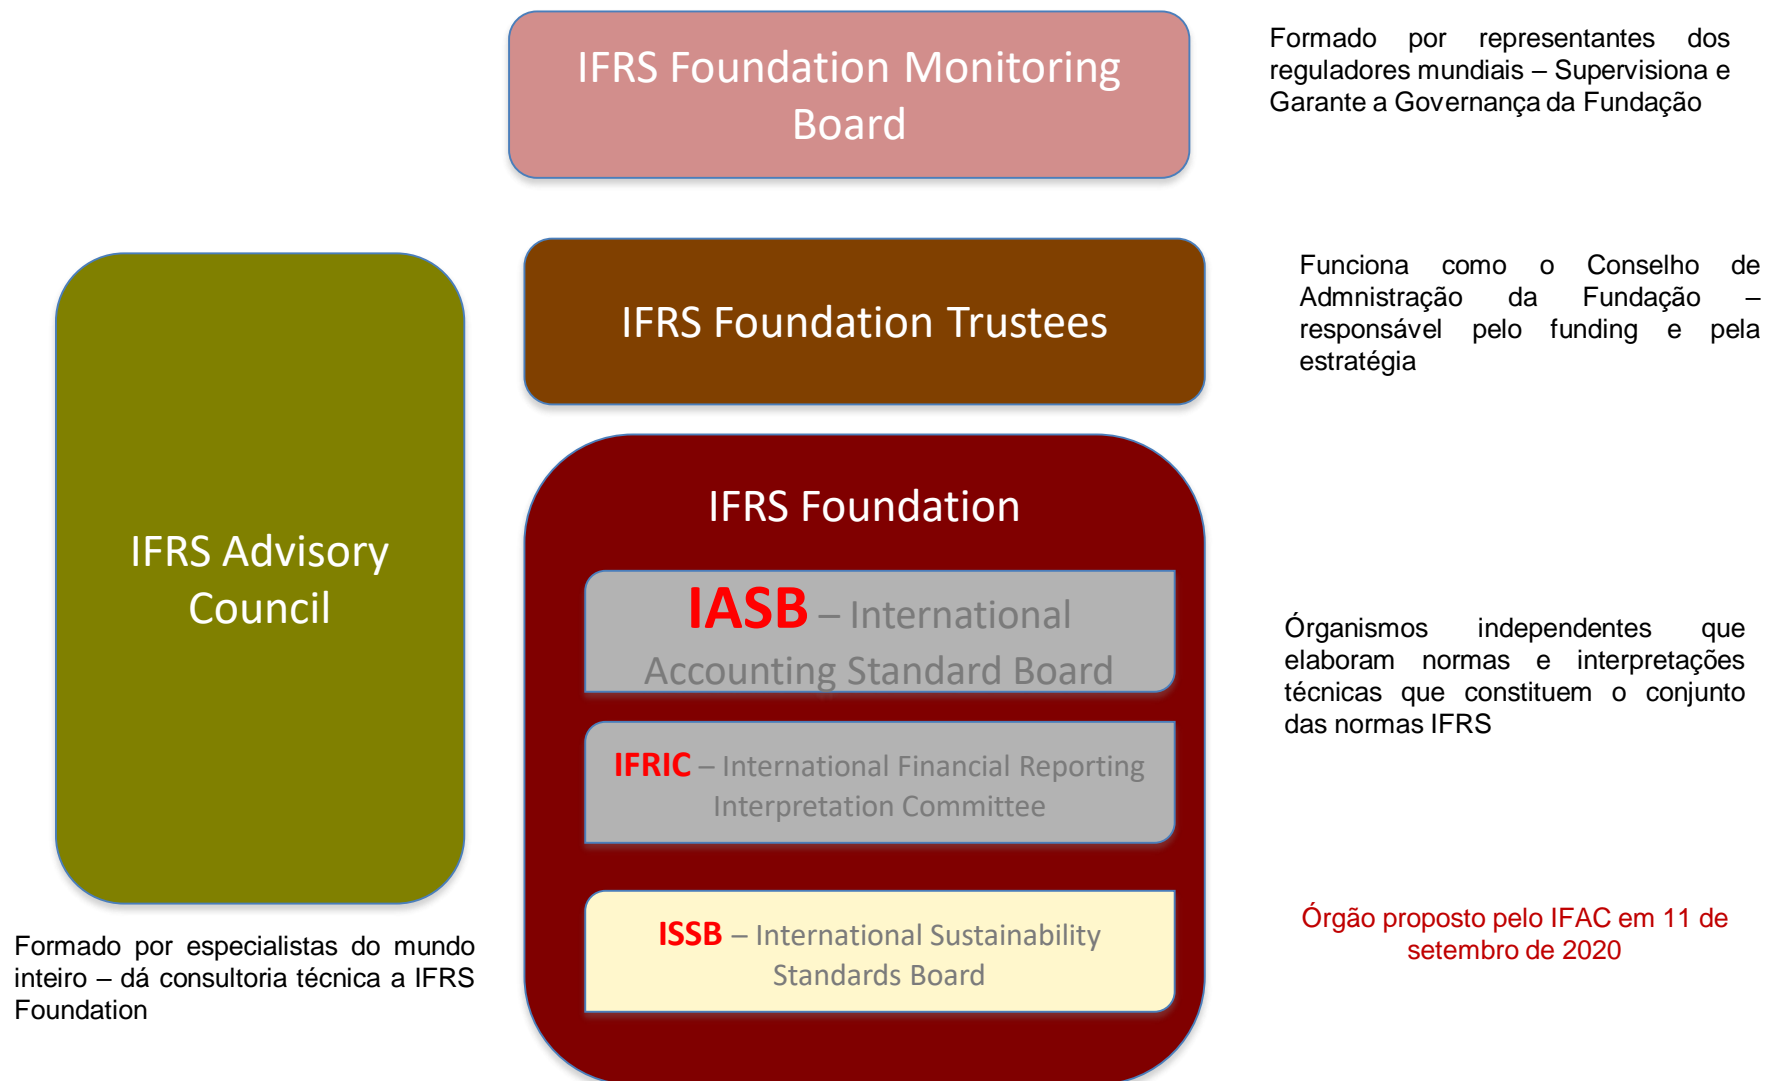 IFRS Foundation Monitoring
Board
Formado por representantes dos
reguladores mundiais – Supervisiona e
Garante a Governança da Fundação
IFRS Foundation Trustees
Funciona como o Conselho de
Admnistração da Fundação –
responsável pelo funding e pela
estratégia
IFRS Advisory
Council
Formado por especialistas do mundo
inteiro – dá consultoria técnica a IFRS
Foundation
IFRS Foundation
IASB – International
Accounting Standard Board
IFRIC – International Financial Reporting
Interpretation Committee
Órganismos independentes que
elaboram normas e interpretações
técnicas que constituem o conjunto
das normas IFRS
ISSB – International Sustainability
Standards Board
Órgão proposto pelo IFAC em 11 de
setembro de 2020